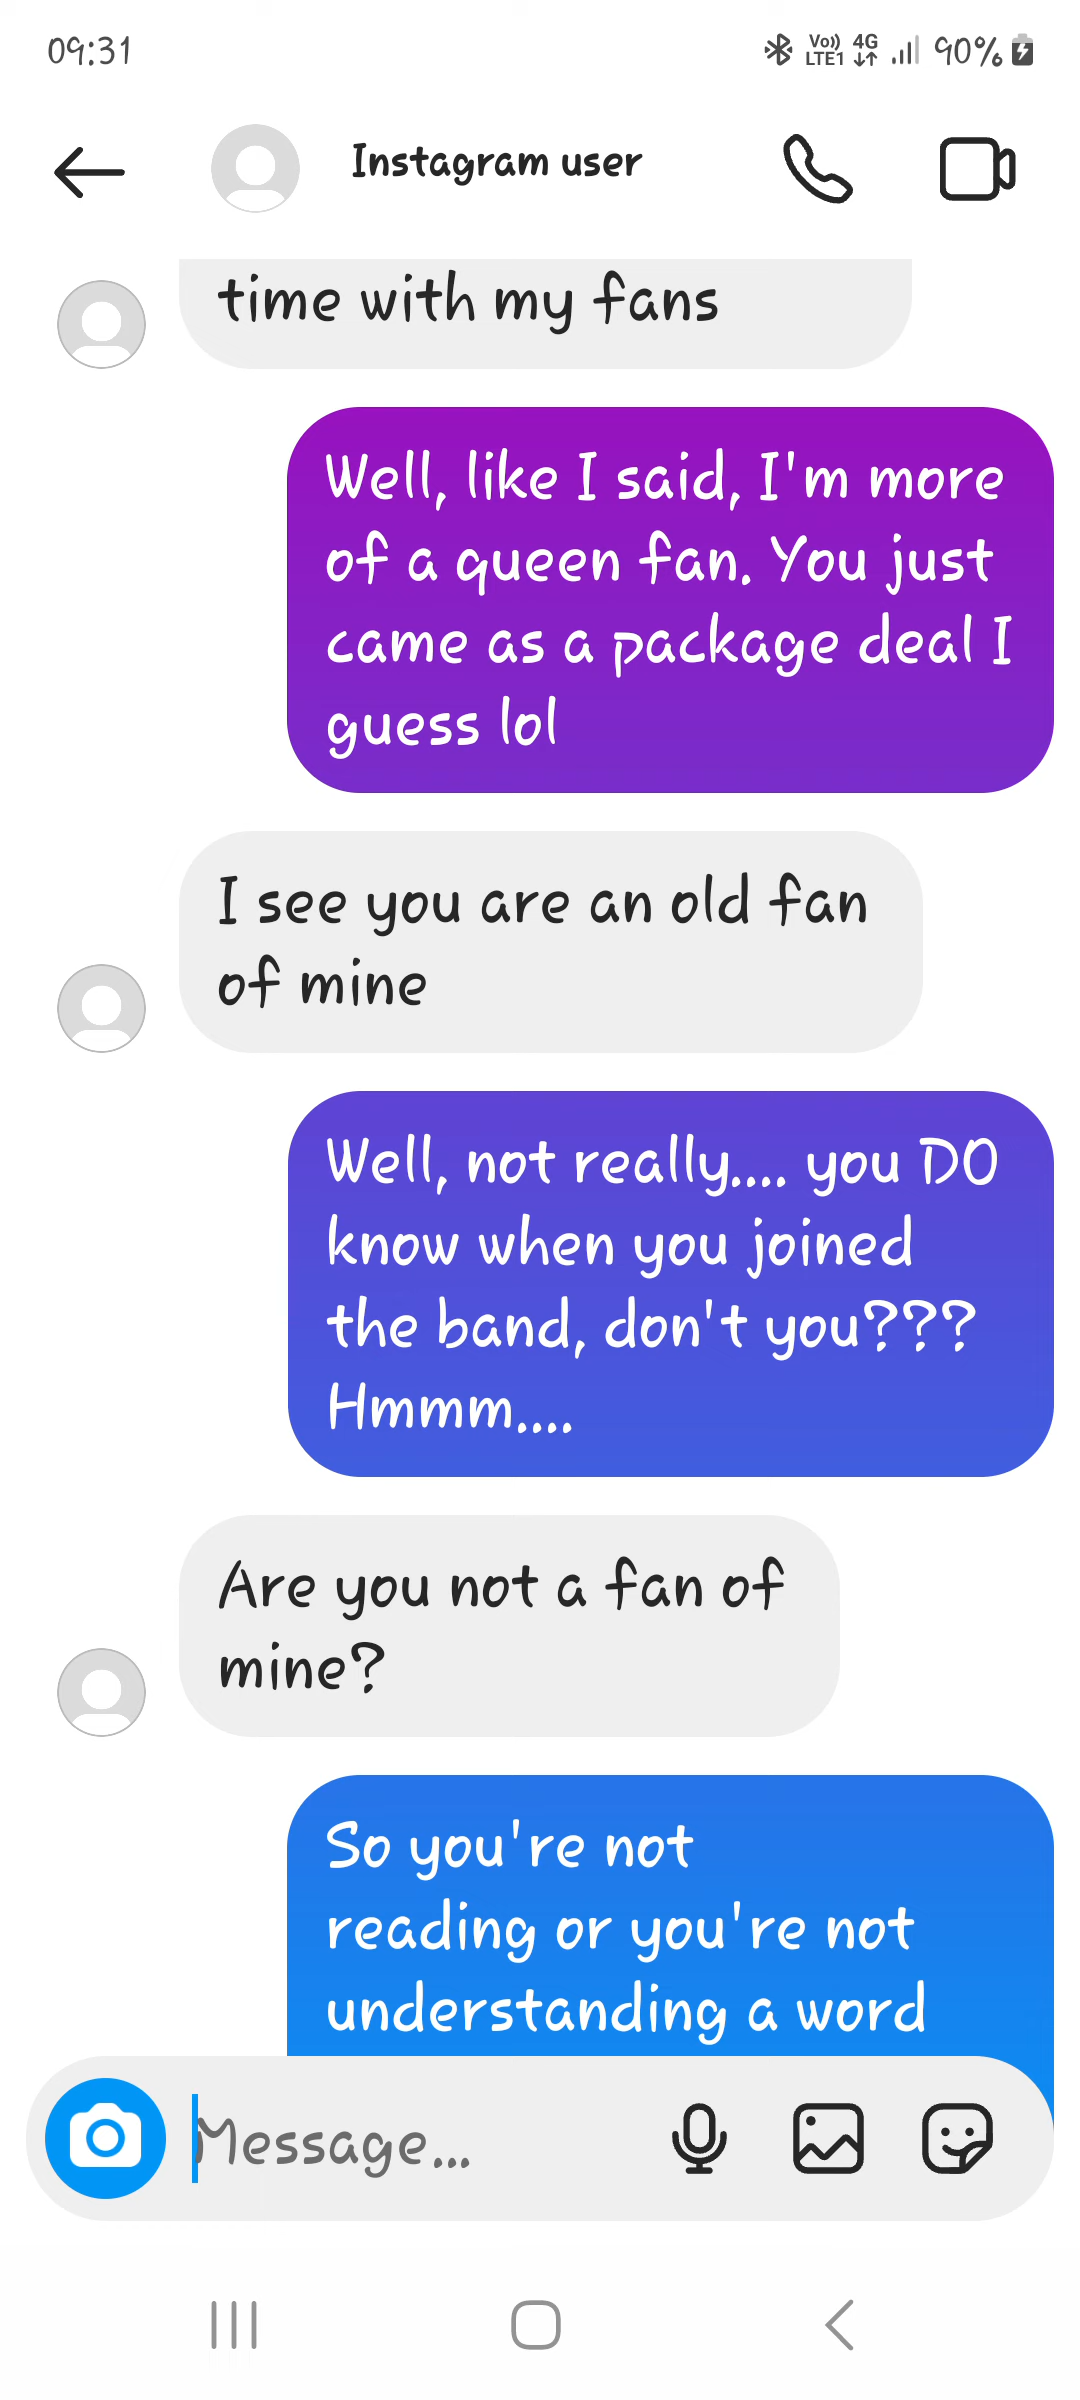 09:31
Vo)) 4G
LTE1
90%
Instagram user
time with my fans
Well, like I said, I'm more
of a queen fan. You just
came as a package deal I
guess lol
I see you are an old fan
of mine
Well, not really.... you DO
know when you joined
the band, don't you???
Hmmm....
Are you not a fan of
mine?
So you're not
reading or you're not
understanding a word
Message...